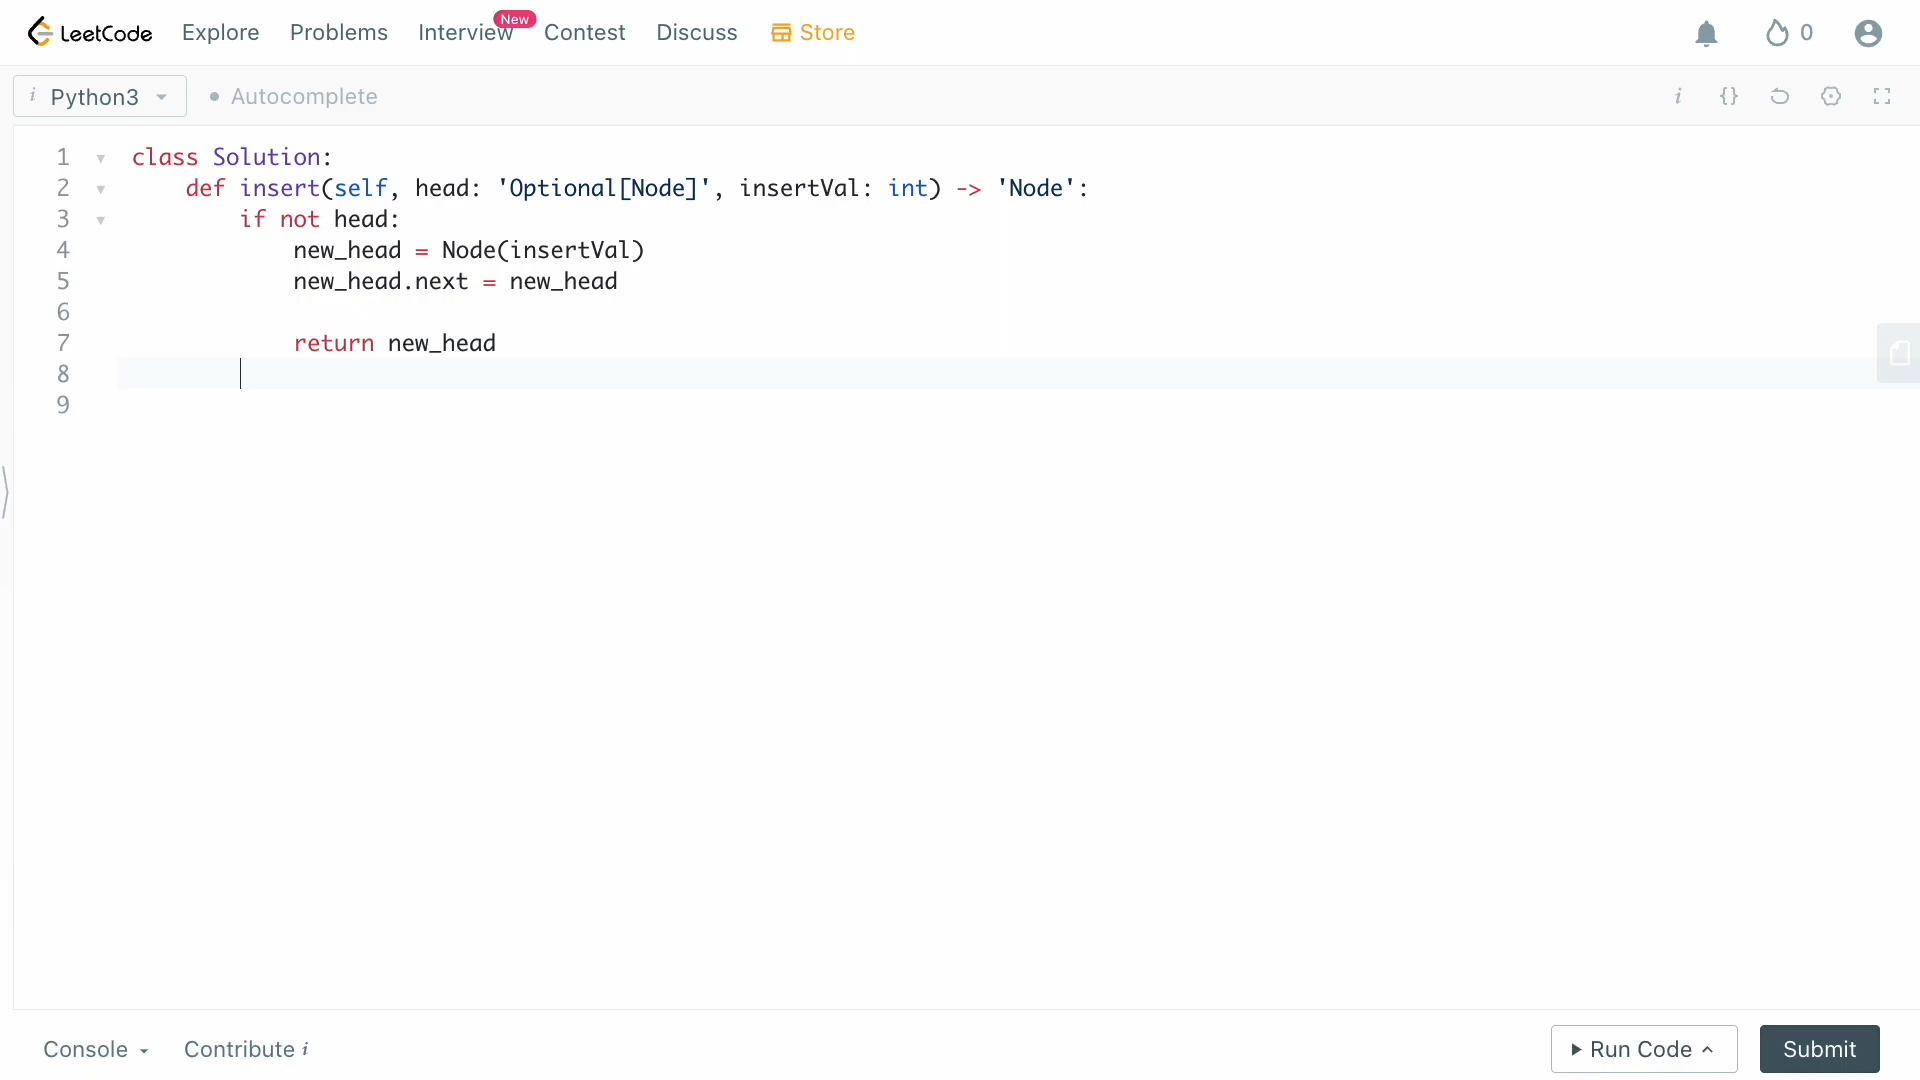 LeetCode Explore Problems Interview New Contest Discuss Store 0
i Python3 Autocomplete i {}
1 class Solution:
2 def insert(self, head: 'Optional[Node]', insertVal: int) -> 'Node':
3 if not head:
4 new_head = Node(insertVal)
5 new_head.next = new_head
6
7 return new_head
8
9
Console Contribute i Run Code Submit